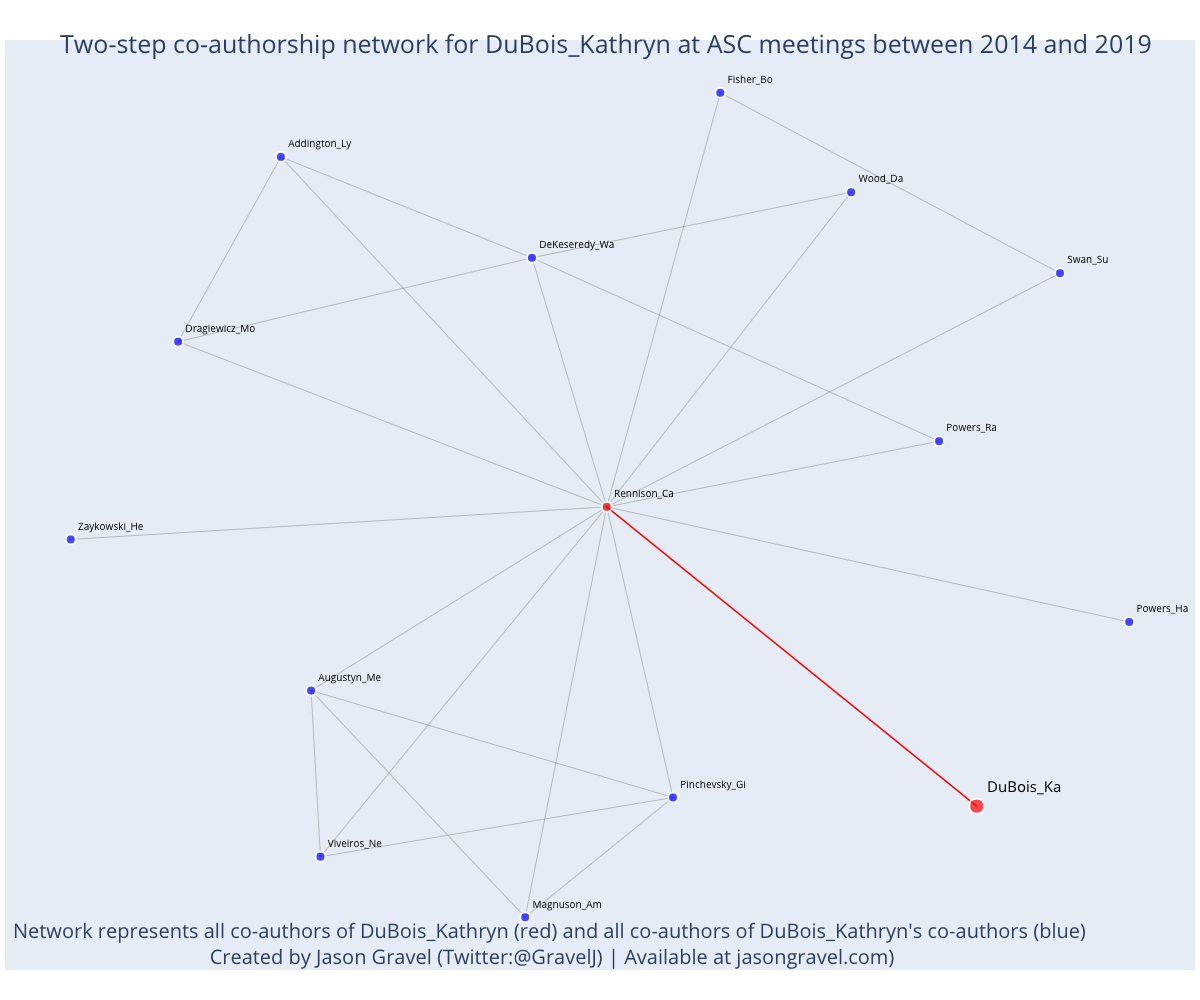 Two-step co-authorship network for DuBois_Kathryn at ASC meetings between 2014 and 2019
Fisher_Bo
Addington_Ly
Wood_Da
DeKeseredy_Wa
Swan_Su
Dragiewicz_Mo
Powers_Ra
Rennison_Ca
Zaykowski_He
Powers_Ha
Augustyn_Me
Pinchevsky_Gi
DuBois_Ka
Viveiros_Ne
Magnuson_Am
Network represents all co-authors of DuBois_Kathryn (red) and all co-authors of DuBois_Kathryn's co-authors (blue)
Created by Jason Gravel (Twitter:@GravelJ) | Available at jasongravel.com)